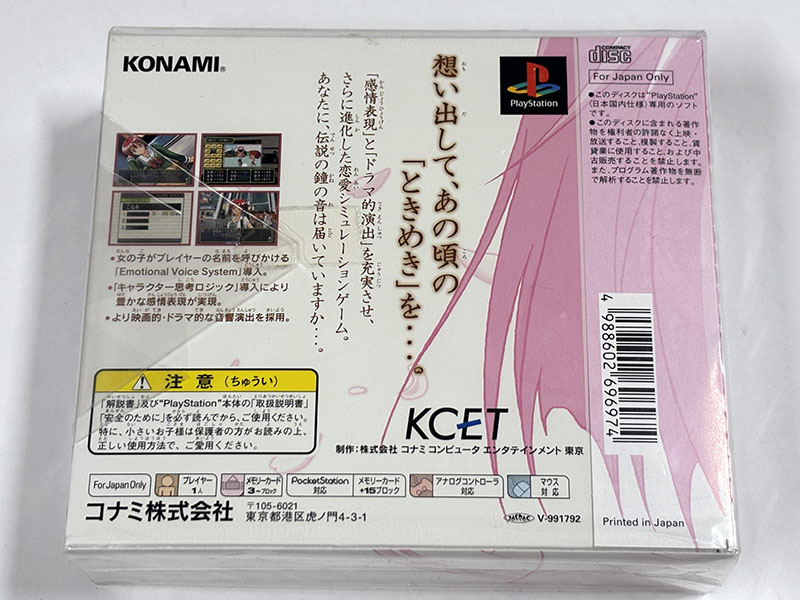 KONAMI®
PlayStation
COMPACT
disc
For Japan Only
●このディスクは"PlayStation"
(日本国内仕様)専用のソフト
です。
●このディスクに含まれる著作
物を権利者の許諾なく上映・
放送すること、複製すること、賃
貸業に使用すること、および中
古販売することを禁止します。
また、プログラム著作物を無断
で解析することを禁止します。
想い出して、あの頃の
「ときめき」を・・・。
「感情表現」と「ドラマ的演出」を充実させ、
さらに進化した恋愛シミュレーションゲーム。
あなたに、伝説の鐘の音は届いていますか・・・。
●女の子がプレイヤーの名前を呼びかける
「Emotional Voice System」導入。
●「キャラクター思考ロジック」導入により
豊かな感情表現が実現。
●より映画的・ドラマ的な音響演出を採用。
注意(ちゅうい)
「解説書」及び"PlayStation"本体の「取扱説明書」
「安全のために」を必ず読んでから、ご使用ください。
特に、小さいお子様は保護者の方がお読みの上、
正しい使用方法で、ご愛用ください。
KCET
制作:株式会社 コナミコンピュータ エンタテインメント 東京
4 988602 696974
For Japan Only
プレイヤー
1人
メモリーカード
3ーブロック
PocketStation
対応
メモリーカード
+15ブロック
アナログコントローラ
対応
マウス
対応
コナミ株式会社
〒105-6021
東京都港区虎ノ門4-3-1
JASRAC
V-991792
Printed in Japan